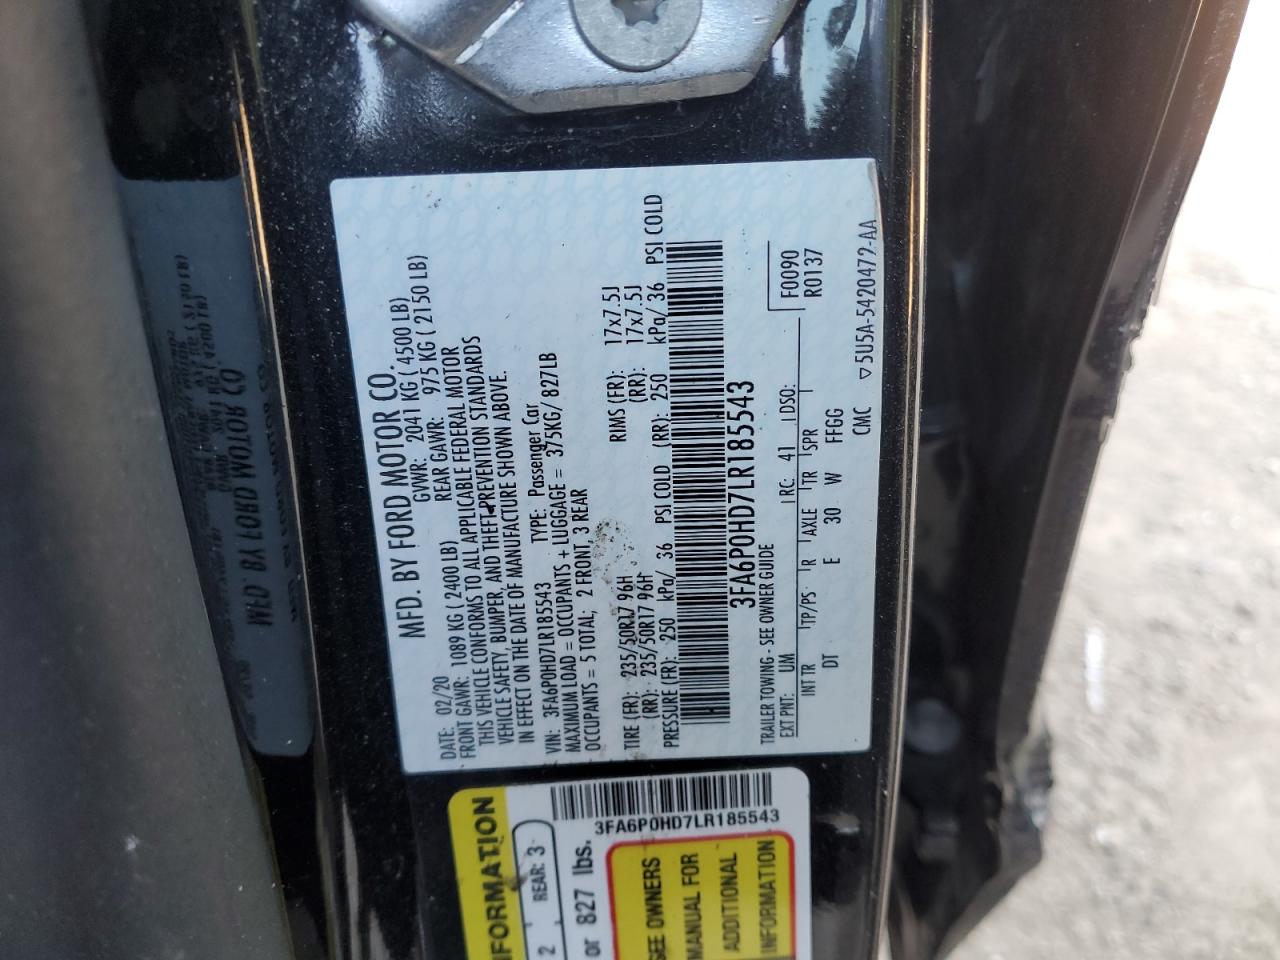 MFD. BY FORD MOTOR CO.
DATE: 02/20 GVWR: 2041 KG ( 4500 LB)
FRONT GAWR: 1089 KG ( 2400 LB) REAR GAWR: 975 KG ( 2150 LB)
THIS VEHICLE CONFORMS TO ALL APPLICABLE FEDERAL MOTOR
VEHICLE SAFETY, BUMPER, AND THEFT PREVENTION STANDARDS
IN EFFECT ON THE DATE OF MANUFACTURE SHOWN ABOVE.
VIN: 3FA6P0HD7LR185543 TYPE: Passenger Car
MAXIMUM LOAD = OCCUPANTS + LUGGAGE = 375KG/ 827LB
OCCUPANTS = 5 TOTAL; 2 FRONT 3 REAR
TIRE (FR): 235/50R17 96H RIMS (FR): 17x7.5J
(RR): 235/50R17 96H (RR): 17x7.5J
PRESSURE (FR): 250 kPa/ 36 PSI COLD (RR): 250 kPa/ 36 PSI COLD
3FA6P0HD7LR185543
TRAILER TOWING - SEE OWNER GUIDE
F0090
EXT PNT: UM RC: 41 DSO: R0137
INT TR TP/PS R AXLE TR SPR
DT E 30 W FFGG
CMC ▽5U5A-5420472-AA
3FA6P0HD7LR185543
2 REAR: 3
or 827 lbs.
SEE OWNERS
MANUAL FOR
ADDITIONAL
INFORMATION